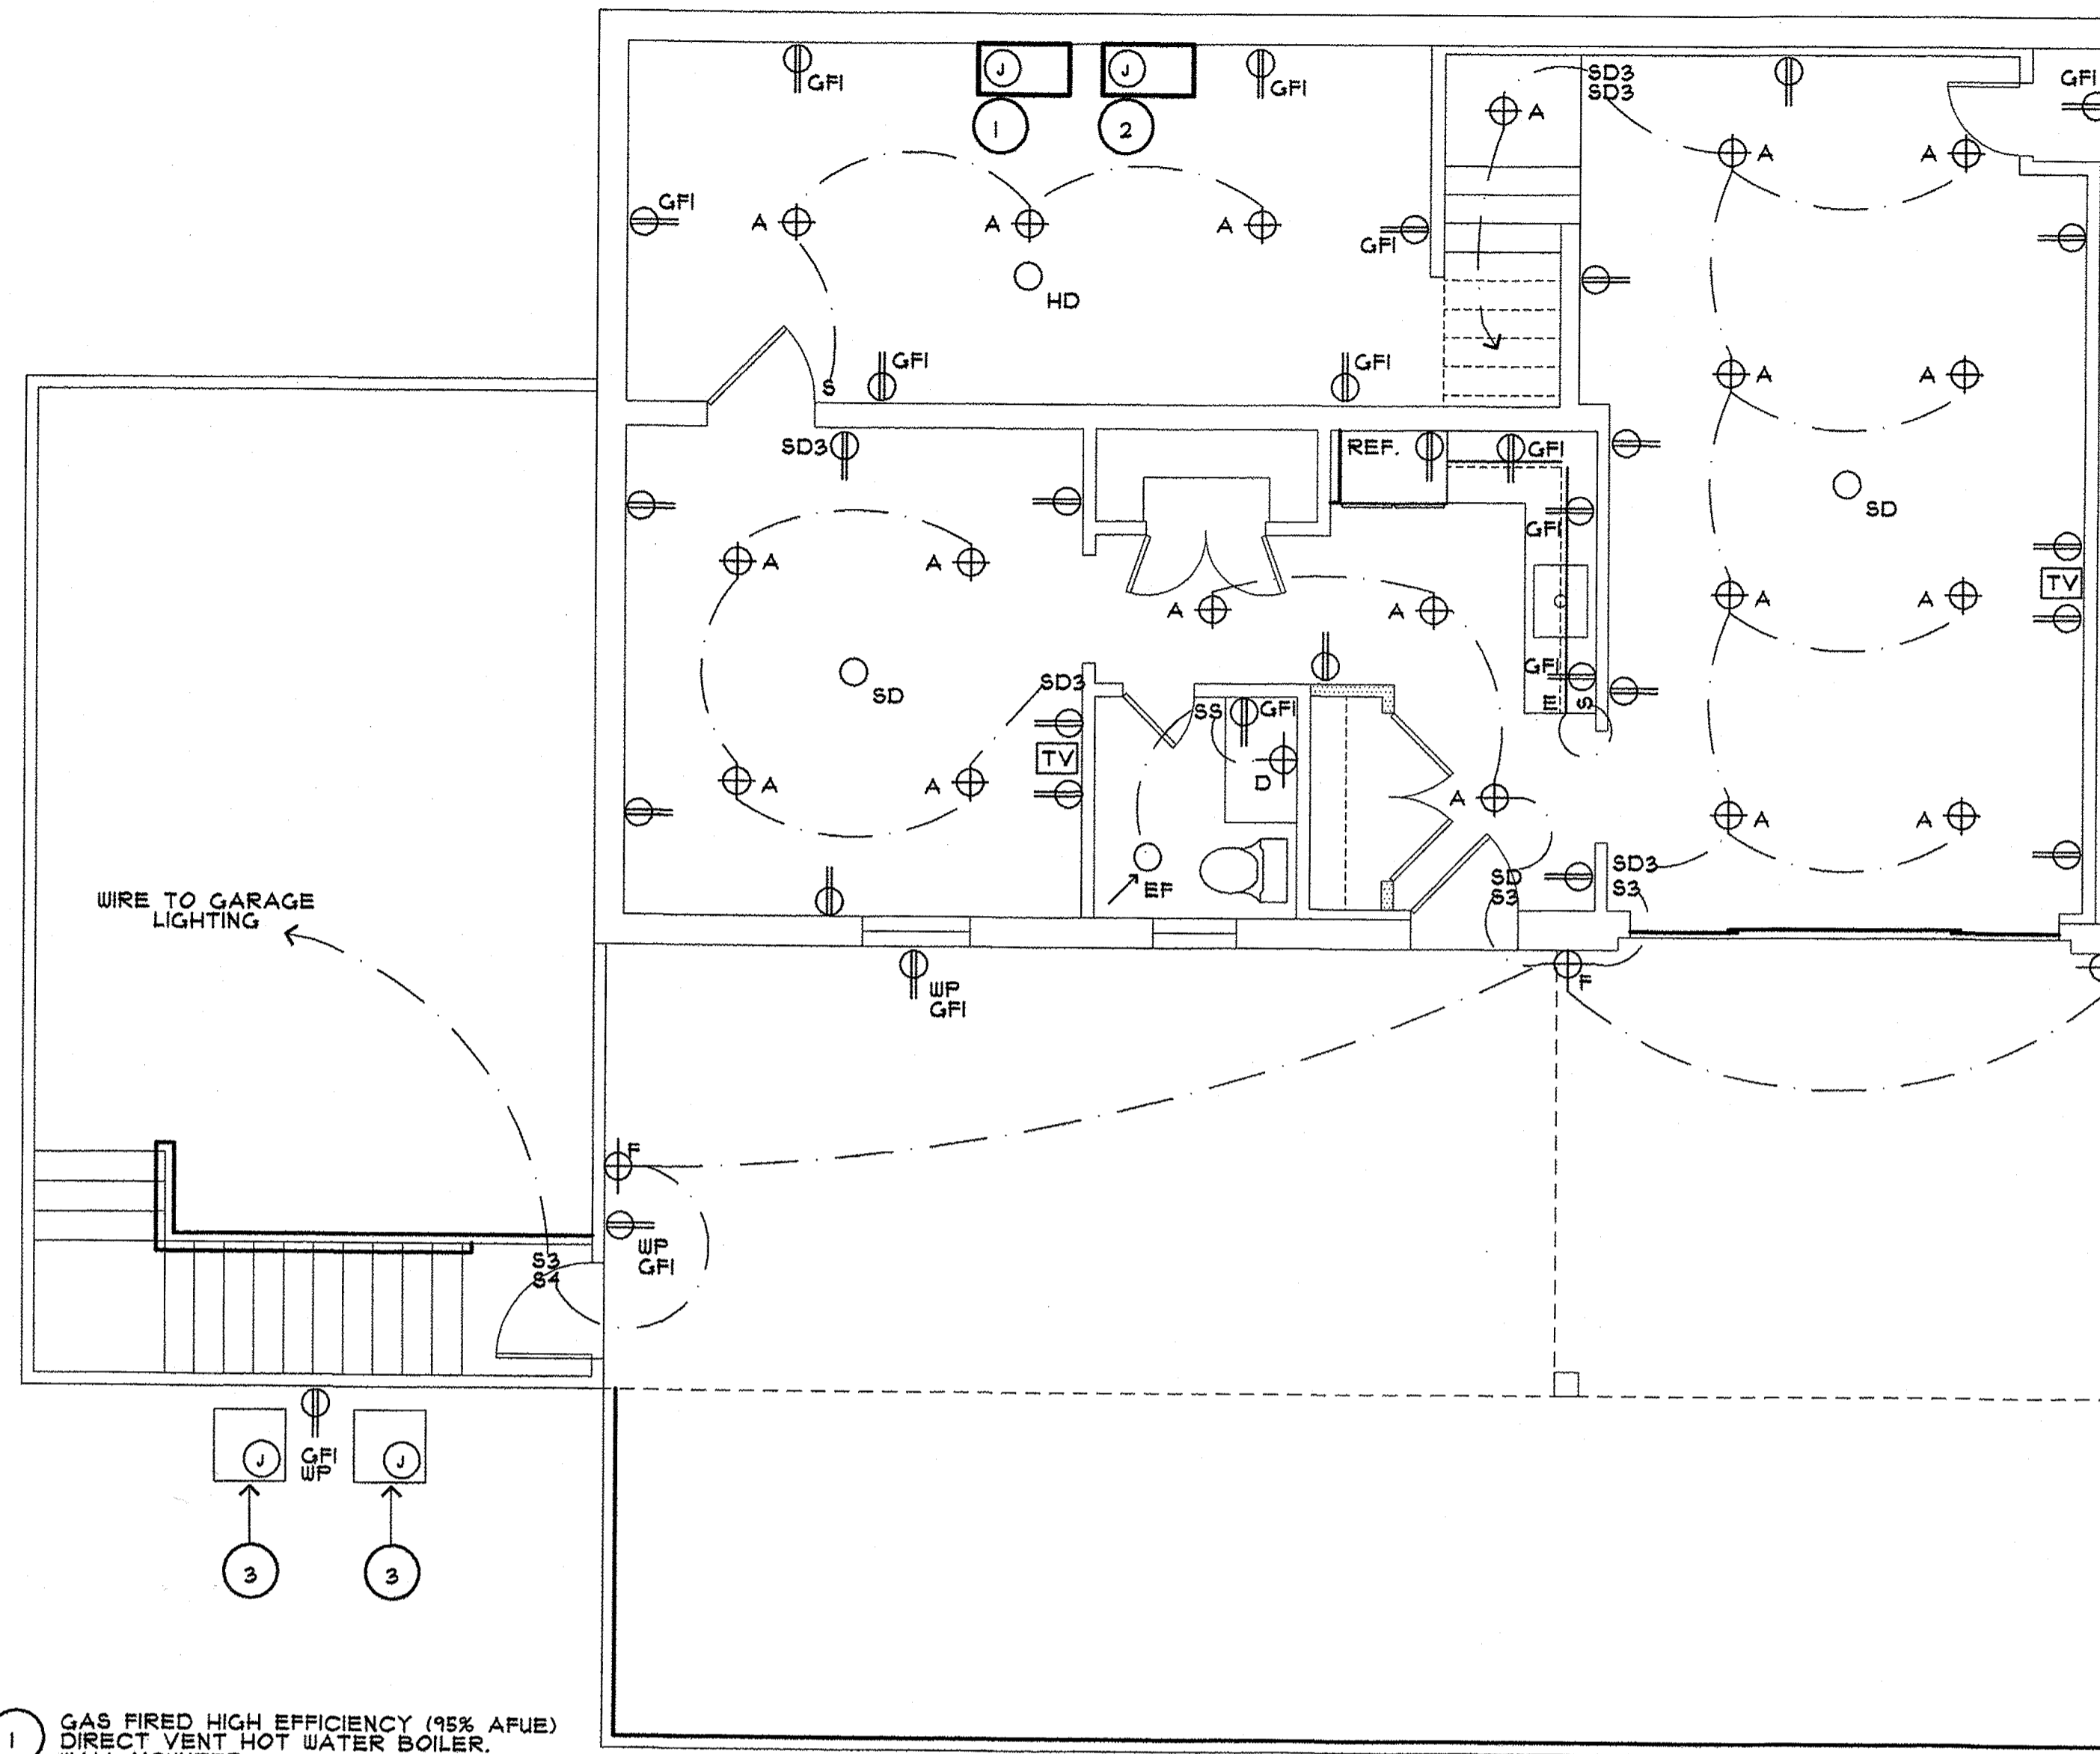 GFI
J
J
GFI
1
2
A
SD3
SD3
GFI
A
A
GFI
A
A
A
GFI
HD
GFI
GFI
S
A
A
SD3
REF.
GFI
SD
GFI
A
A
A
A
A
A
TV
SD
SD3
GFI
E
S
SS
GFI
TV
D
A
A
A
A
A
EF
SD
S3
SD3
S3
WIRE TO GARAGE
LIGHTING
WP
GFI
F
F
WP
GFI
S3
S4
J
GFI
WP
J
3
3
1
GAS FIRED HIGH EFFICIENCY (95% AFUE)
DIRECT VENT HOT WATER BOILER.